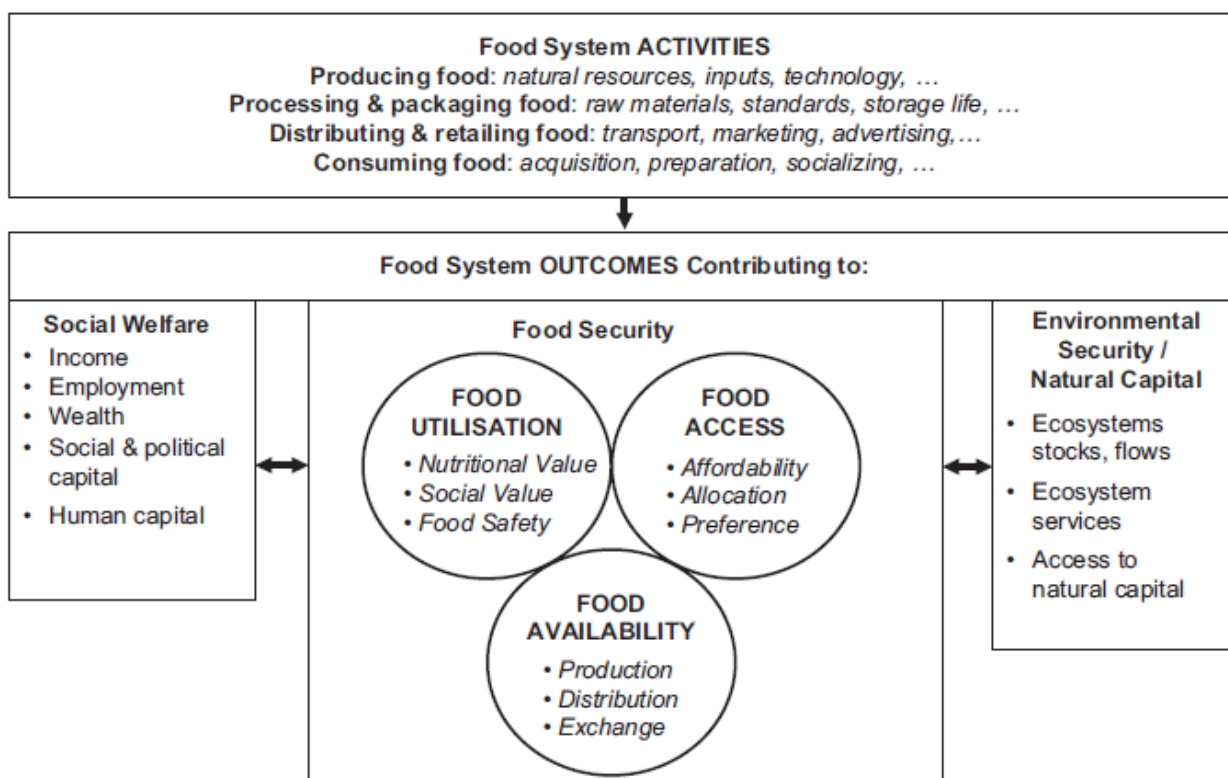 Food System ACTIVITIES
Producing food: natural resources, inputs, technology, …
Processing & packaging food: raw materials, standards, storage life, …
Distributing & retailing food: transport, marketing, advertising,…
Consuming food: acquisition, preparation, socializing, …
Food System OUTCOMES Contributing to:
Social Welfare
• Income
• Employment
• Wealth
• Social & political
capital
• Human capital
Food Security
FOOD
UTILISATION
• Nutritional Value
• Social Value
• Food Safety
FOOD
ACCESS
• Affordability
• Allocation
• Preference
FOOD
AVAILABILITY
• Production
• Distribution
• Exchange
Environmental
Security /
Natural Capital
• Ecosystems
stocks, flows
• Ecosystem
services
• Access to
natural capital